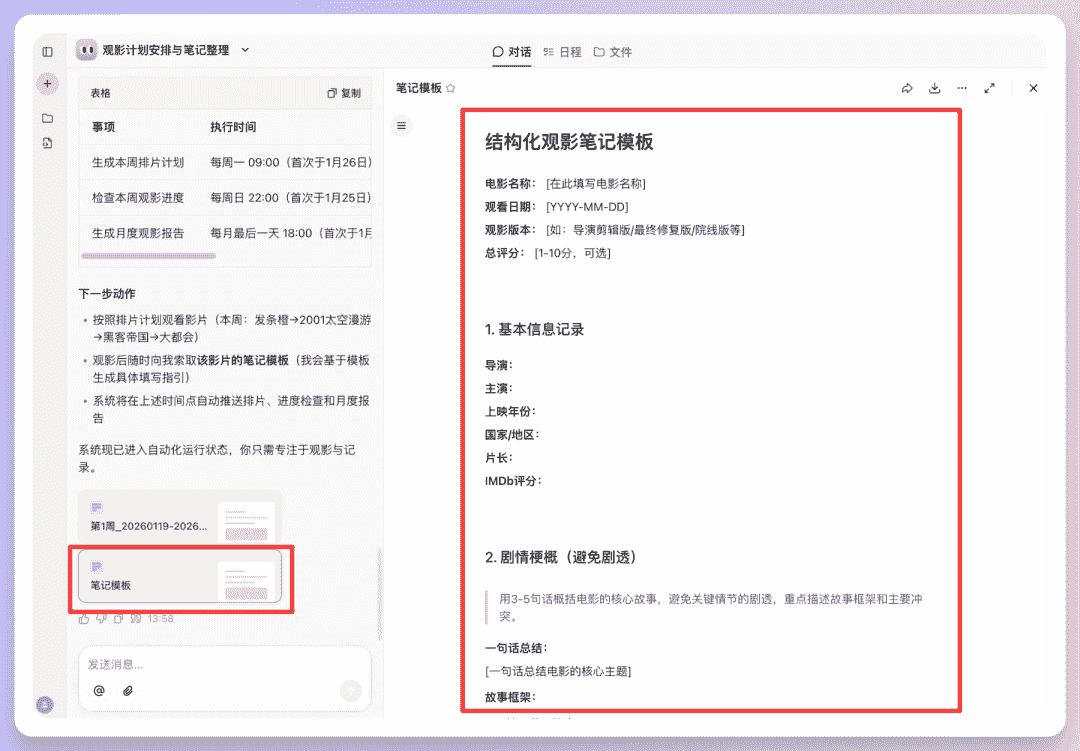 观影计划安排与笔记整理
对话 日程 文件
表格 复制
事项 执行时间
生成本周排片计划 每周一 09:00（首次于1月26日）
检查本周观影进度 每周日 22:00（首次于1月25日）
生成月度观影报告 每月最后一天 18:00（首次于1月
下一步动作
• 按照排片计划观看影片（本周：发条橙→2001太空漫游
→黑客帝国→大都会）
• 观影后随时向我索取该影片的笔记模板（我会基于模板
生成具体填写指引）
• 系统将在上述时间点自动推送排片、进度检查和月度报
告
系统现已进入自动化运行状态，你只需专注于观影与记
录。
第1周_20260119-2026...
笔记模板
13:58
发送消息...
@
笔记模板
结构化观影笔记模板
电影名称： [在此填写电影名称]
观看日期： [YYYY-MM-DD]
观影版本： [如：导演剪辑版/最终修复版/院线版等]
总评分： [1-10分，可选]
1. 基本信息记录
导演：
主演：
上映年份：
国家/地区：
片长：
IMDb评分：
2. 剧情梗概（避免剧透）
用3-5句话概括电影的核心故事，避免关键情节的剧透，重点描述故事框架和主要冲
突。
一句话总结：
[一句话总结电影的核心主题]
故事框架：